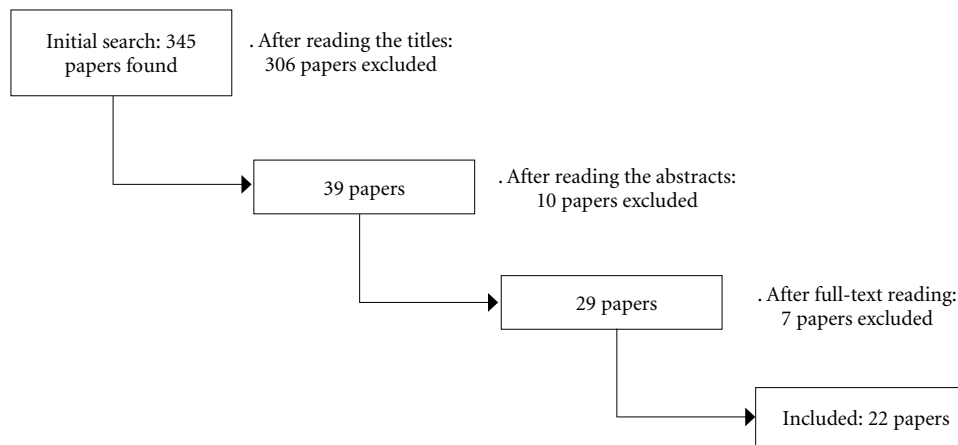 Initial search: 345
papers found
. After reading the titles:
306 papers excluded
39 papers
. After reading the abstracts:
10 papers excluded
29 papers
. After full-text reading:
7 papers excluded
Included: 22 papers